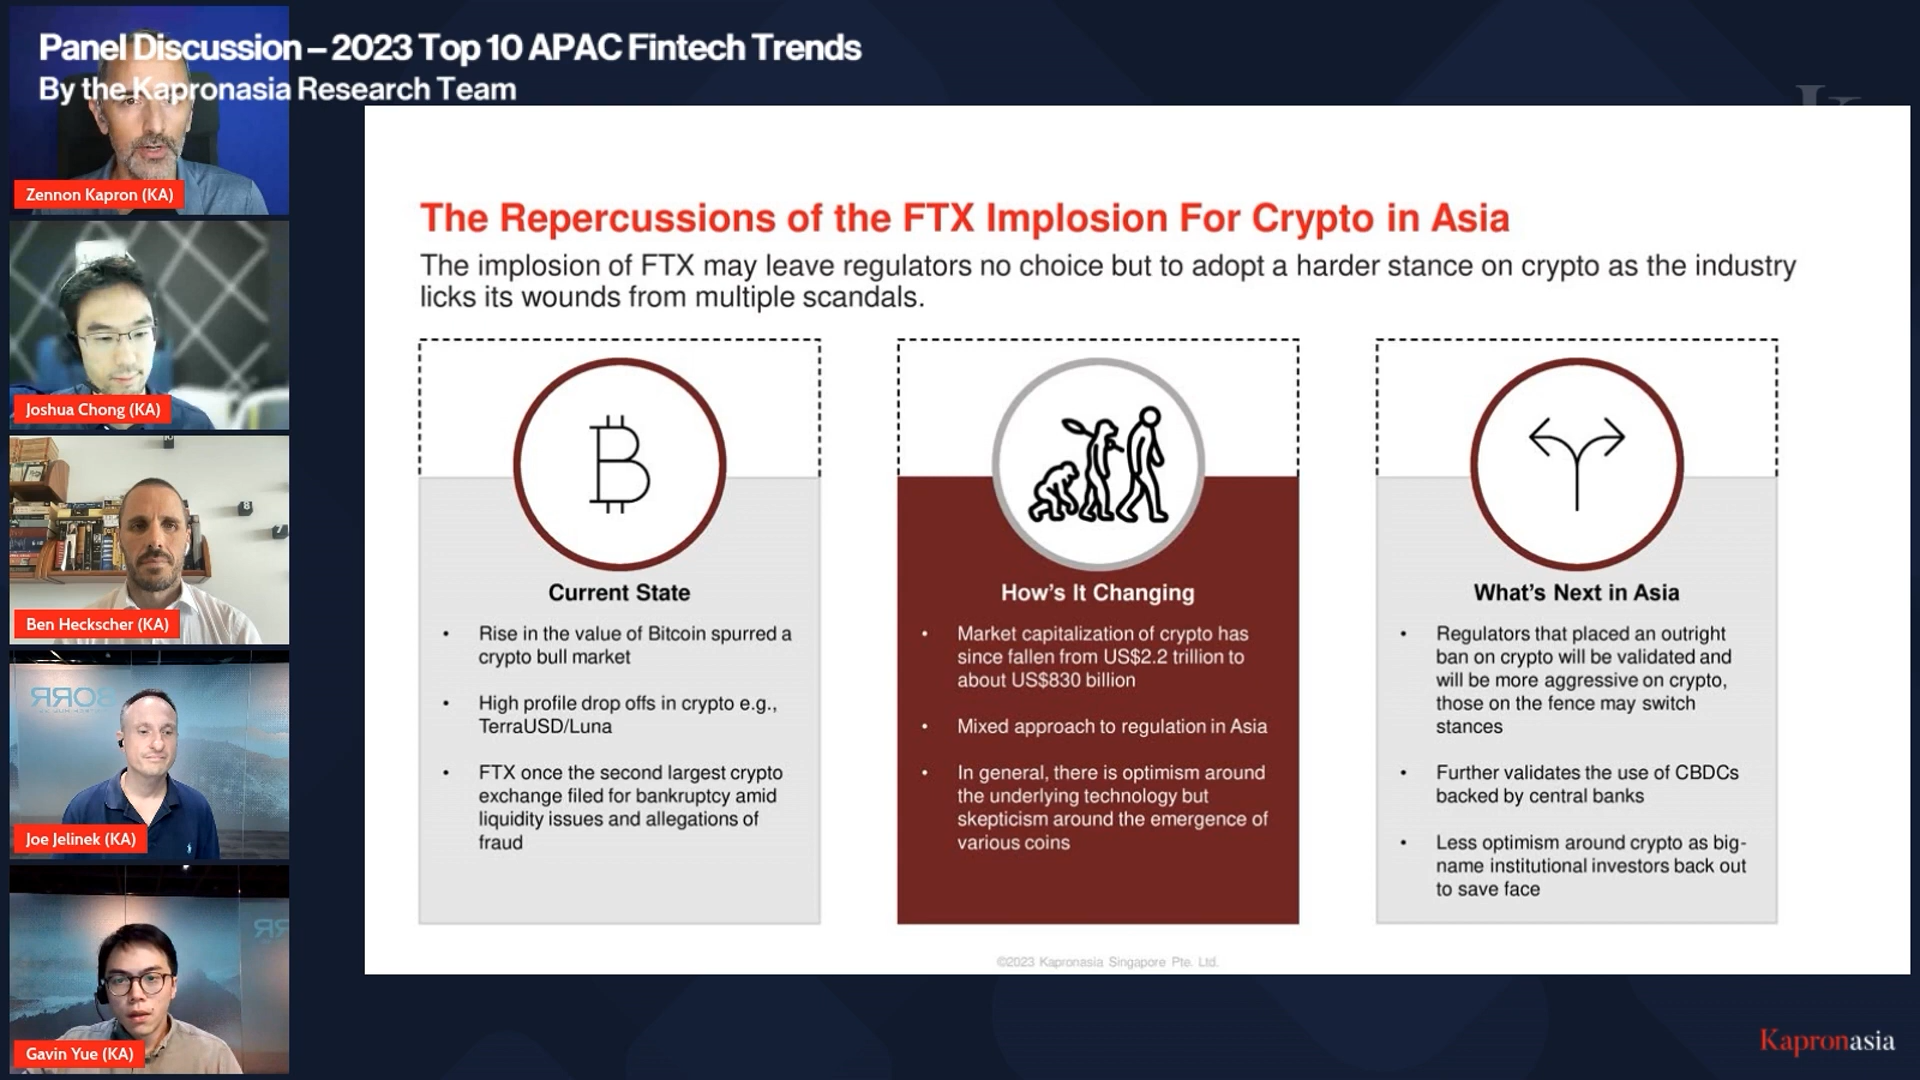 Panel Discussion – 2023 Top 10 APAC Fintech Trends
By the Kapronasia Research Team
Zennon Kapron (KA)
Joshua Chong (KA)
Ben Heckscher (KA)
Joe Jelinek (KA)
Gavin Yue (KA)
The Repercussions of the FTX Implosion For Crypto in Asia
The implosion of FTX may leave regulators no choice but to adopt a harder stance on crypto as the industry
licks its wounds from multiple scandals.
Current State
• Rise in the value of Bitcoin spurred a
crypto bull market
• High profile drop offs in crypto e.g.,
TerraUSD/Luna
• FTX once the second largest crypto
exchange filed for bankruptcy amid
liquidity issues and allegations of
fraud
How's It Changing
• Market capitalization of crypto has
since fallen from US$2.2 trillion to
about US$830 billion
• Mixed approach to regulation in Asia
• In general, there is optimism around
the underlying technology but
skepticism around the emergence of
various coins
What's Next in Asia
• Regulators that placed an outright
ban on crypto will be validated and
will be more aggressive on crypto,
those on the fence may switch
stances
• Further validates the use of CBDCs
backed by central banks
• Less optimism around crypto as big-
name institutional investors back out
to save face
©2023 Kapronasia Singapore Pte. Ltd.
Kapronasia